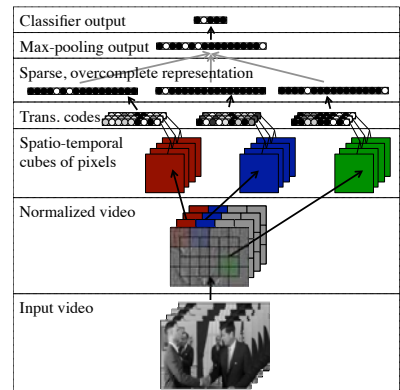 Classifier output
Max-pooling output
Sparse, overcomplete representation
Trans. codes
Spatio-temporal
cubes of pixels
Normalized video
Input video